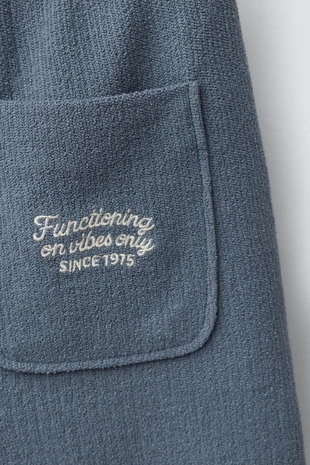 Functioning
on vibes only
SINCE 1975